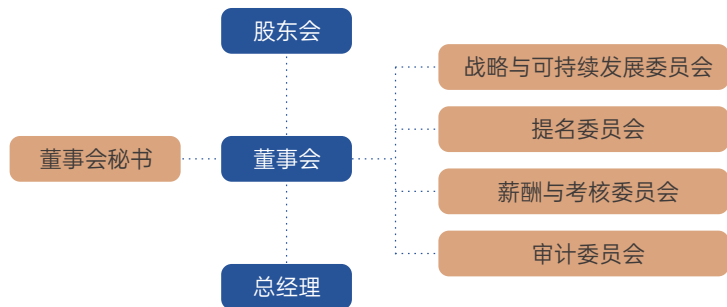 股东会
战略与可持续发展委员会
提名委员会
董事会秘书
董事会
薪酬与考核委员会
审计委员会
总经理